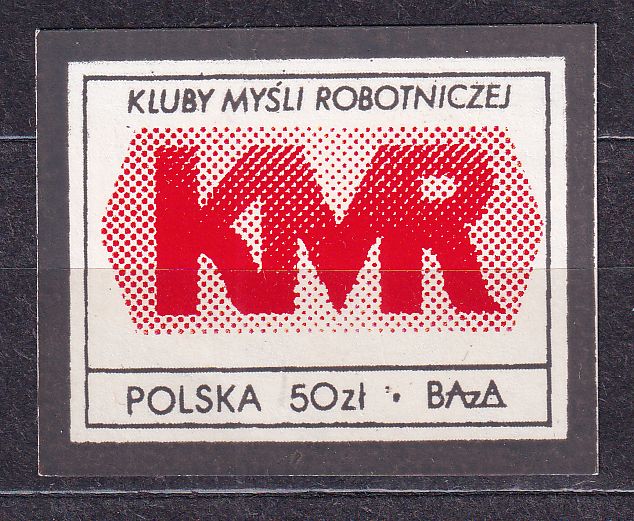 KLUBY MYŚLI ROBOTNICZEJ
KMR
POLSKA 50zł • BAzA